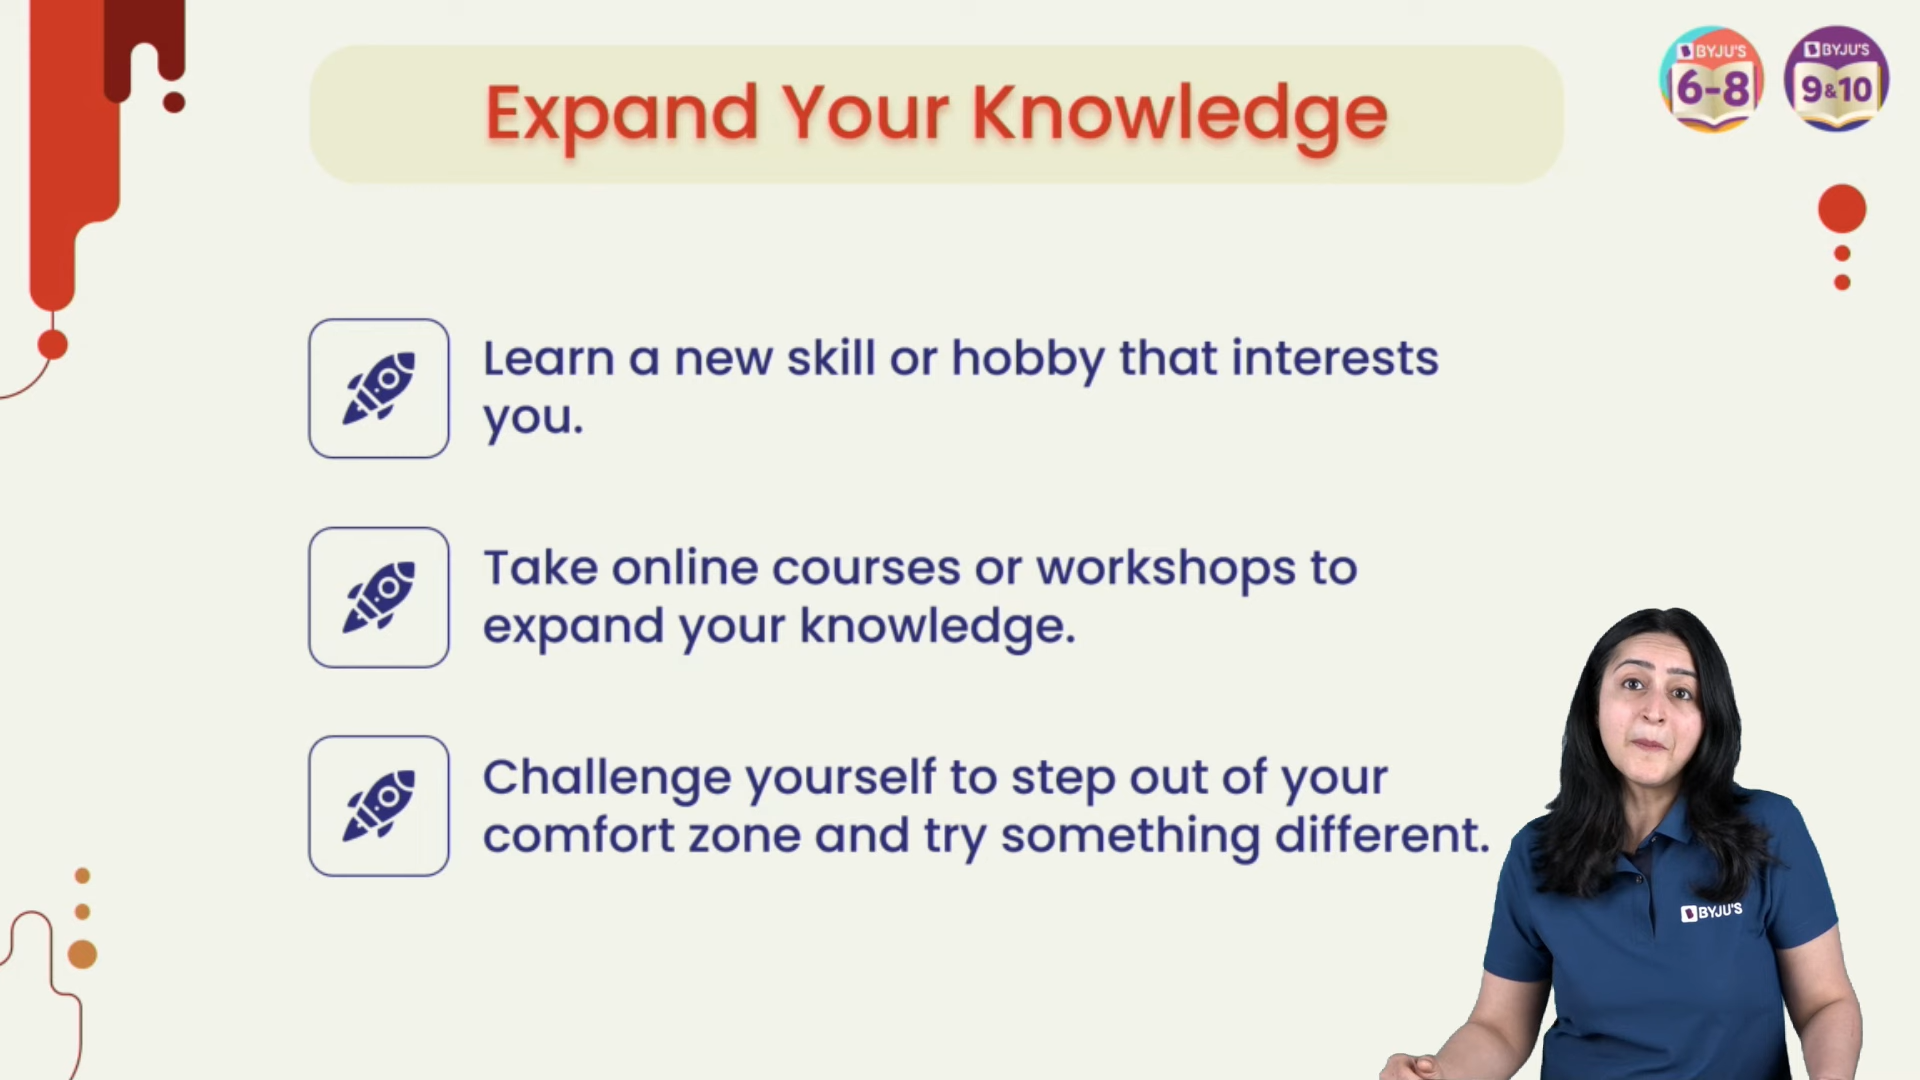 Expand Your Knowledge
BYJU'S
6-8
BYJU'S
9&10
Learn a new skill or hobby that interests
you.
Take online courses or workshops to
expand your knowledge.
Challenge yourself to step out of your
comfort zone and try something different.
BYJU'S